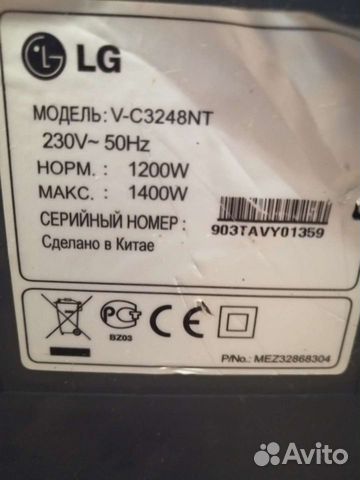 LG
МОДЕЛЬ: V-C3248NT
230V~ 50Hz
НОРМ. : 1200W
МАКС. : 1400W
СЕРИЙНЫЙ НОМЕР :
903TAVY01359
Сделано в Китае
PC
BZ03
CE
P/No.: MEZ32868304
Avito